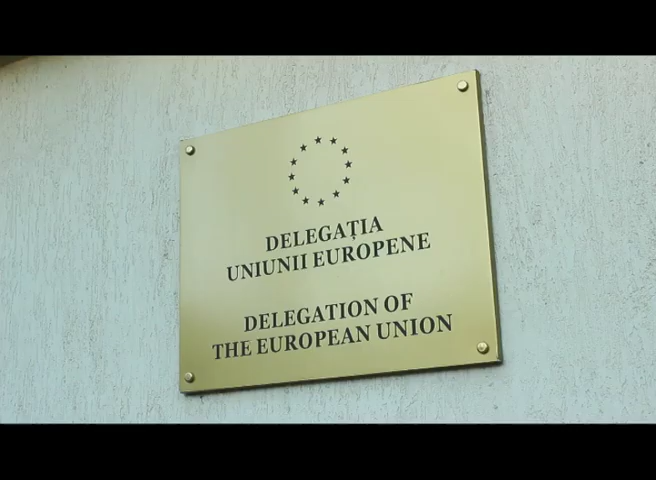 DELEGAȚIA
UNIUNII EUROPENE
DELEGATION OF
THE EUROPEAN UNION